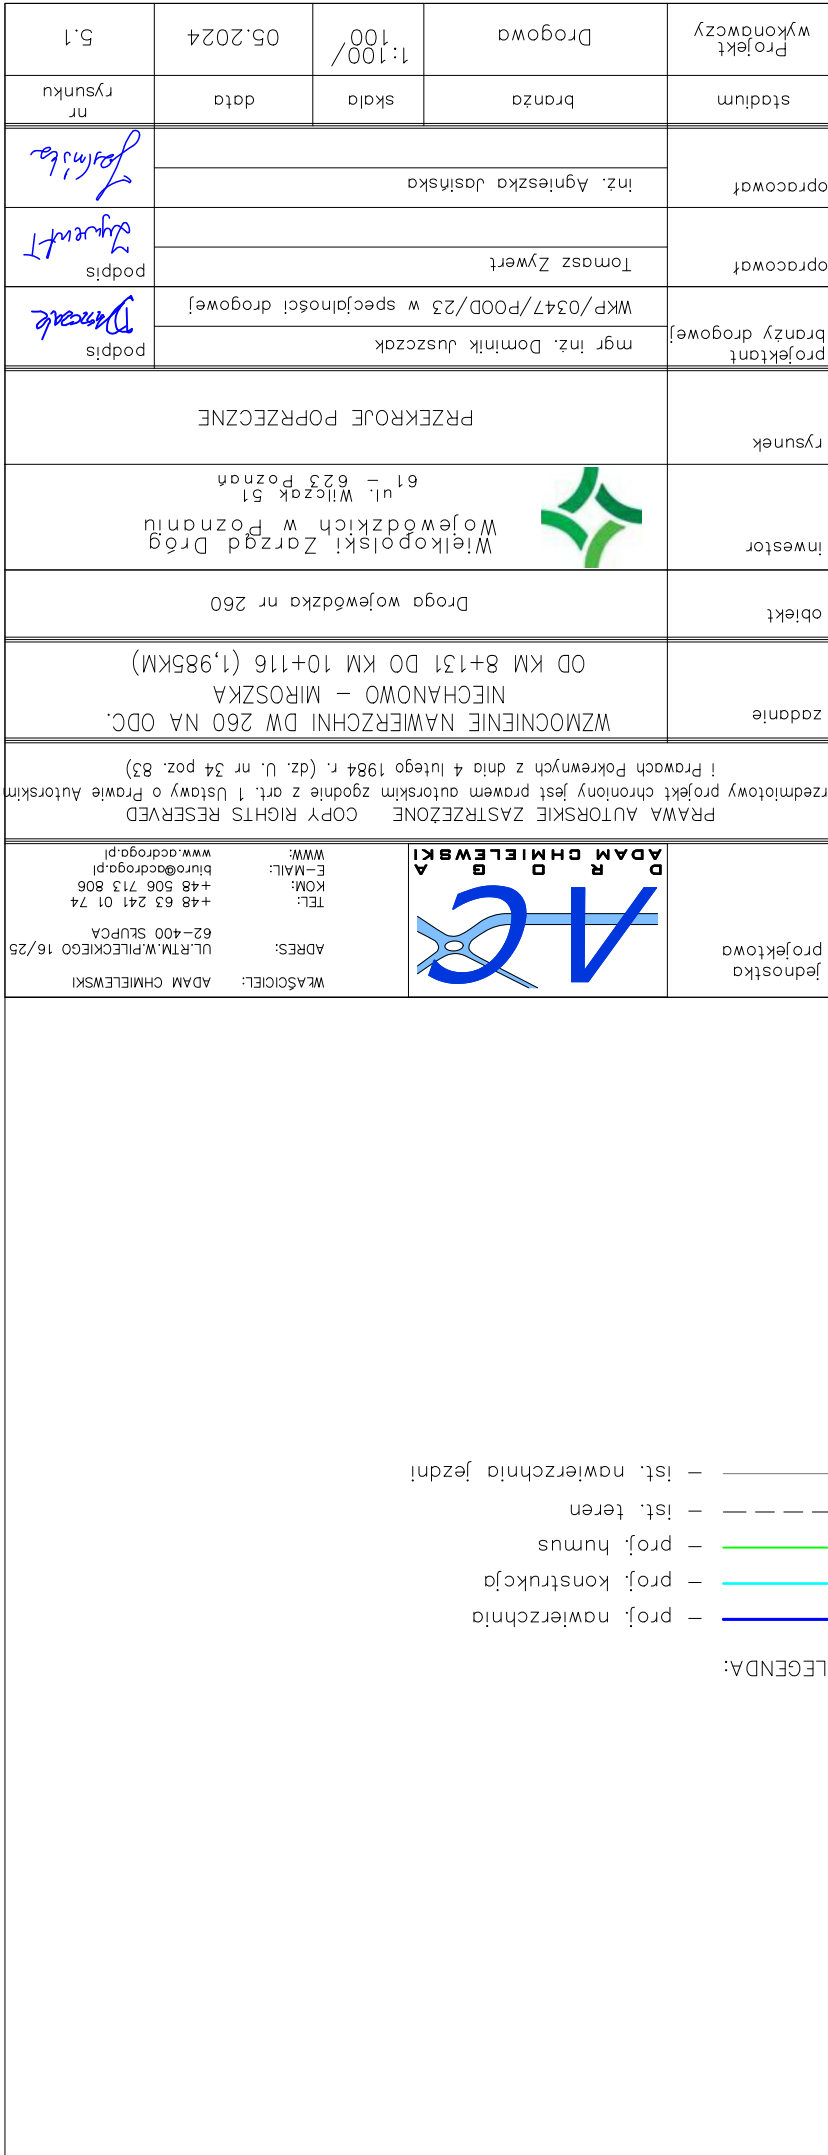 LEGENDA:
– proj. nawierzchnia
– proj. konstrukcja
– proj. humus
– ist. teren
– ist. nawierzchnia jezdni
jednostka
projektowa
AC
D R O G A
ADAM CHMIELEWSKI
WŁAŚCICIEL: ADAM CHMIELEWSKI
ADRES: UL.RTM.W.PILECKIEGO 16/25
62-400 SŁUPCA
TEL: +48 63 241 01 74
KOM: +48 506 713 806
E-MAIL: biuro@acdroga.pl
WWW: www.acdroga.pl
PRAWA AUTORSKIE ZASTRZEŻONE COPY RIGHTS RESERVED
rzedmiotowy projekt chroniony jest prawem autorskim zgodnie z art. 1 Ustawy o Prawie Autorskim
i Prawach Pokrewnych z dnia 4 lutego 1984 r. (dz. U. nr 34 poz. 83)
zadanie
WZMOCNIENIE NAWIERZCHNI DW 260 NA ODC.
NIECHANOWO – MIROSZKA
OD KM 8+131 DO KM 10+116 (1,985KM)
obiekt
Droga wojewódzka nr 260
inwestor
Wielkopolski Zarząd Dróg
Wojewódzkich w Poznaniu
ul. Wilczak 51
61 – 623 Poznań
rysunek
PRZEKROJE POPRZECZNE
projektant
branży drogowej
mgr inż. Dominik Juszczak
WKP/0347/POOD/23 w specjalności drogowej
podpis
opracował
Tomasz Żywert
podpis
opracował
inż. Agnieszka Jasińska
stadium
branża
skala
data
nr
rysunku
Projekt
wykonawczy
Drogowa
1:100/
100
05.2024
5.1